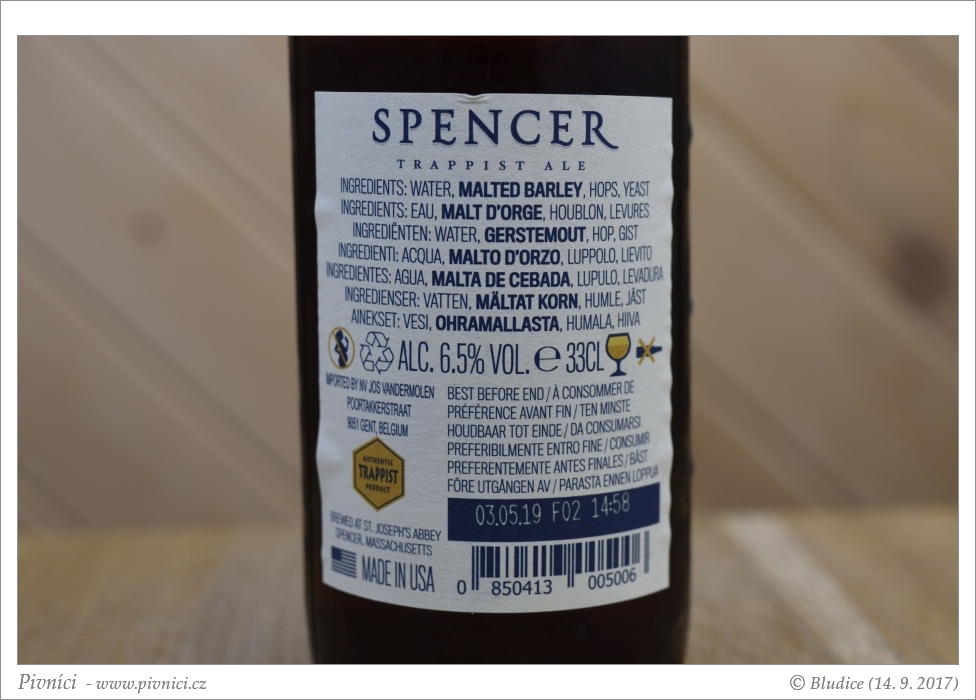 SPENCER
TRAPPIST ALE
INGREDIENTS: WATER, MALTED BARLEY, HOPS, YEAST
INGREDIENTS: EAU, MALT D'ORGE, HOUBLON, LEVURES
INGREDIËNTEN: WATER, GERSTEMOUT, HOP, GIST
INGREDIENTI: ACQUA, MALTO D'ORZO, LUPPOLO, LIEVITO
INGREDIENTES: AGUA, MALTA DE CEBADA, LUPULO, LEVADURA
INGREDIENSER: VATTEN, MÄLTAT KORN, HUMLE, JÄST
AINEKSET: VESI, OHRAMALLASTA, HUMALA, HIIVA
ALC. 6.5% VOL. ℮ 33CL
IMPORTED BY NV JOS VANDERMOLEN
POORTAKKERSTRAAT
9051 GENT, BELGIUM
AUTHENTIC
TRAPPIST
PRODUCT
BREWED AT ST. JOSEPH'S ABBEY
SPENCER, MASSACHUSETTS
MADE IN USA
BEST BEFORE END / À CONSOMMER DE
PRÉFÉRENCE AVANT FIN / TEN MINSTE
HOUDBAAR TOT EINDE / DA CONSUMARSI
PREFERIBILMENTE ENTRO FINE / CONSUMIR
PREFERENTEMENTE ANTES FINALES / BÄST
FÖRE UTGÅNGEN AV / PARASTA ENNEN LOPPUA
03.05.19 F02 14:58
0 850413 005006
Pivníci - www.pivnici.cz
© Bludice (14. 9. 2017)